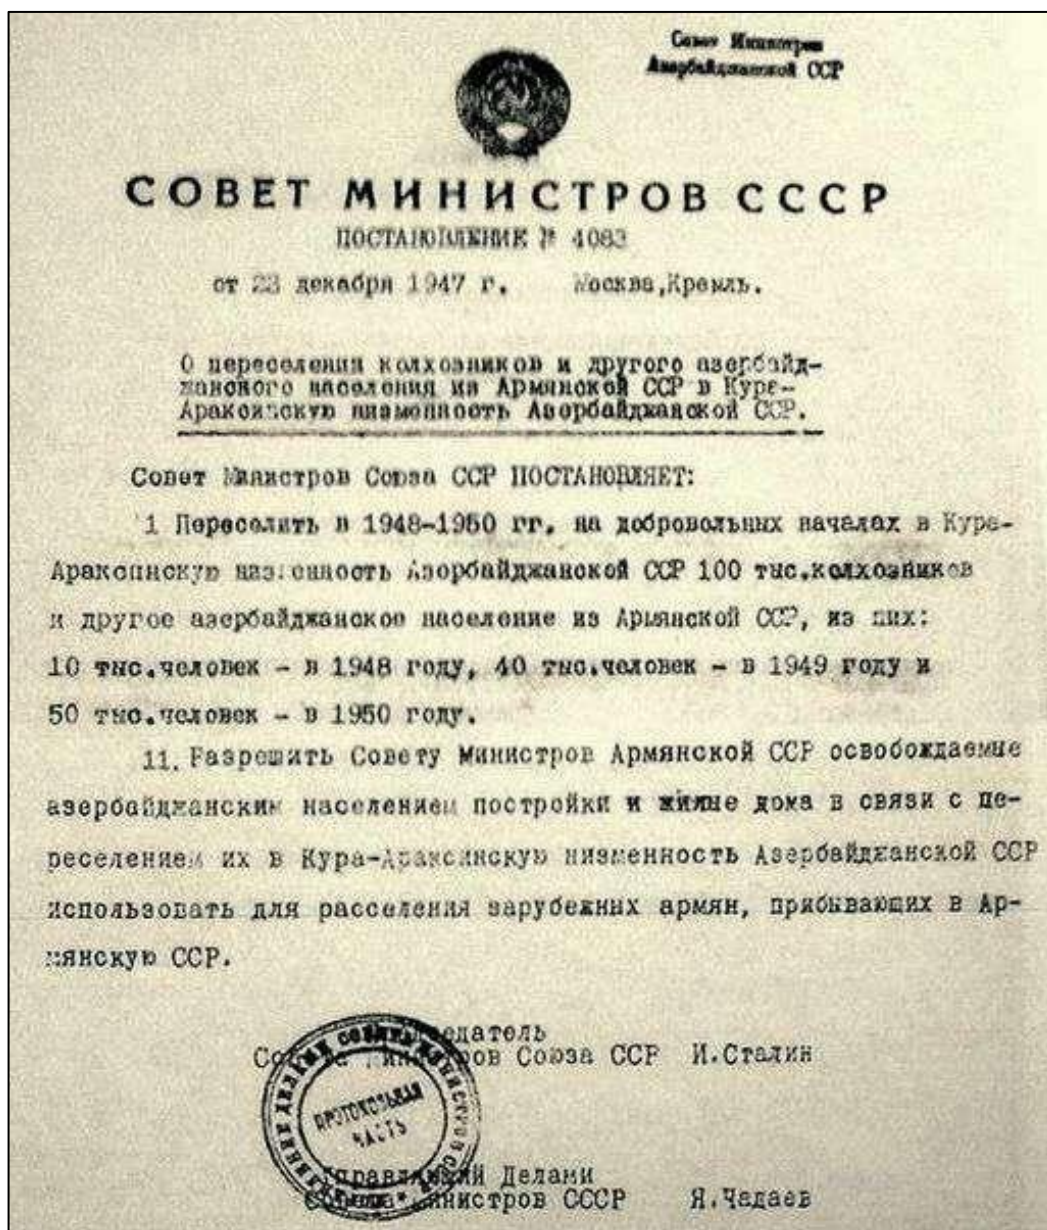 Совет Министров
Азербайджанской ССР
СОВЕТ МИНИСТРОВ СССР
ПОСТАНОВЛЕНИЕ № 4083
от 23 декабря 1947 г. Москва,Кремль.
О переселении колхозников и другого азербайд-
жанского населения из Армянской ССР в Кура-
Араксинскую низменность Азербайджанской ССР.
Совет Министров Союза ССР ПОСТАНОВЛЯЕТ:
1 Переселить в 1948-1950 гг. на добровольных началах в Кура-
Араксинскую низменность Азербайджанской ССР 100 тыс.колхозников
и другое азербайджанское население из Армянской ССР, из них:
10 тыс.человек - в 1948 году, 40 тыс.человек - в 1949 году и
50 тыс.человек - в 1950 году.
11. Разрешить Совету Министров Армянской ССР освобождаемые
азербайджанским населением постройки и жилые дома в связи с пе-
реселением их в Кура-Араксинскую низменность Азербайджанской ССР
использовать для расселения зарубежных армян, прибывающих в Ар-
мянскую ССР.
Председатель
Совета Министров Союза ССР И.Сталин
ПРОТОКОЛЬНАЯ
ЧАСТЬ
Управляющий Делами
Совета Министров СССР Я.Чадаев